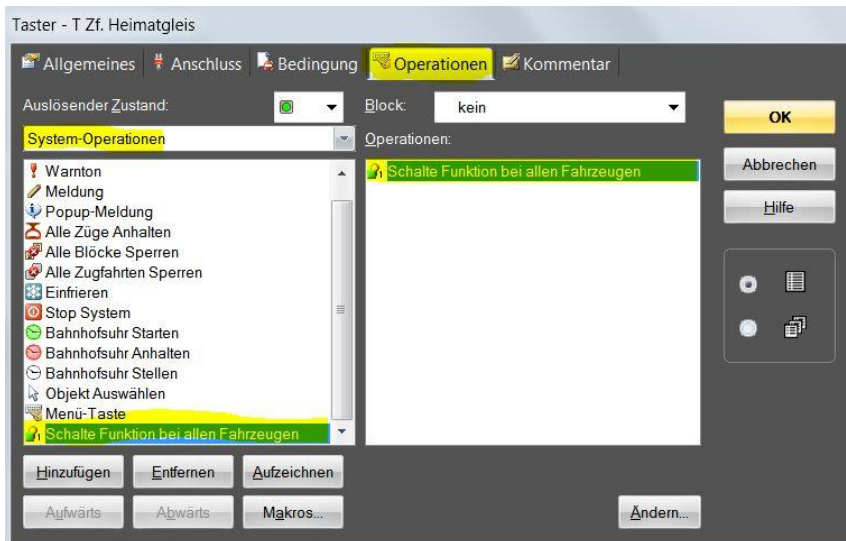 Taster - T Zf. Heimatgleis
Allgemeines Anschluss Bedingung Operationen Kommentar
Auslösender Zustand:
Block: kein
OK
System-Operationen
Operationen:
Abbrechen
Hilfe
Warnton
Meldung
Popup-Meldung
Alle Züge Anhalten
Alle Blöcke Sperren
Alle Zugfahrten Sperren
Einfrieren
Stop System
Bahnhofsuhr Starten
Bahnhofsuhr Anhalten
Bahnhofsuhr Stellen
Objekt Auswählen
Menü-Taste
Schalte Funktion bei allen Fahrzeugen
Schalte Funktion bei allen Fahrzeugen
Hinzufügen Entfernen Aufzeichnen
Aufwärts Abwärts Makros... Ändern...